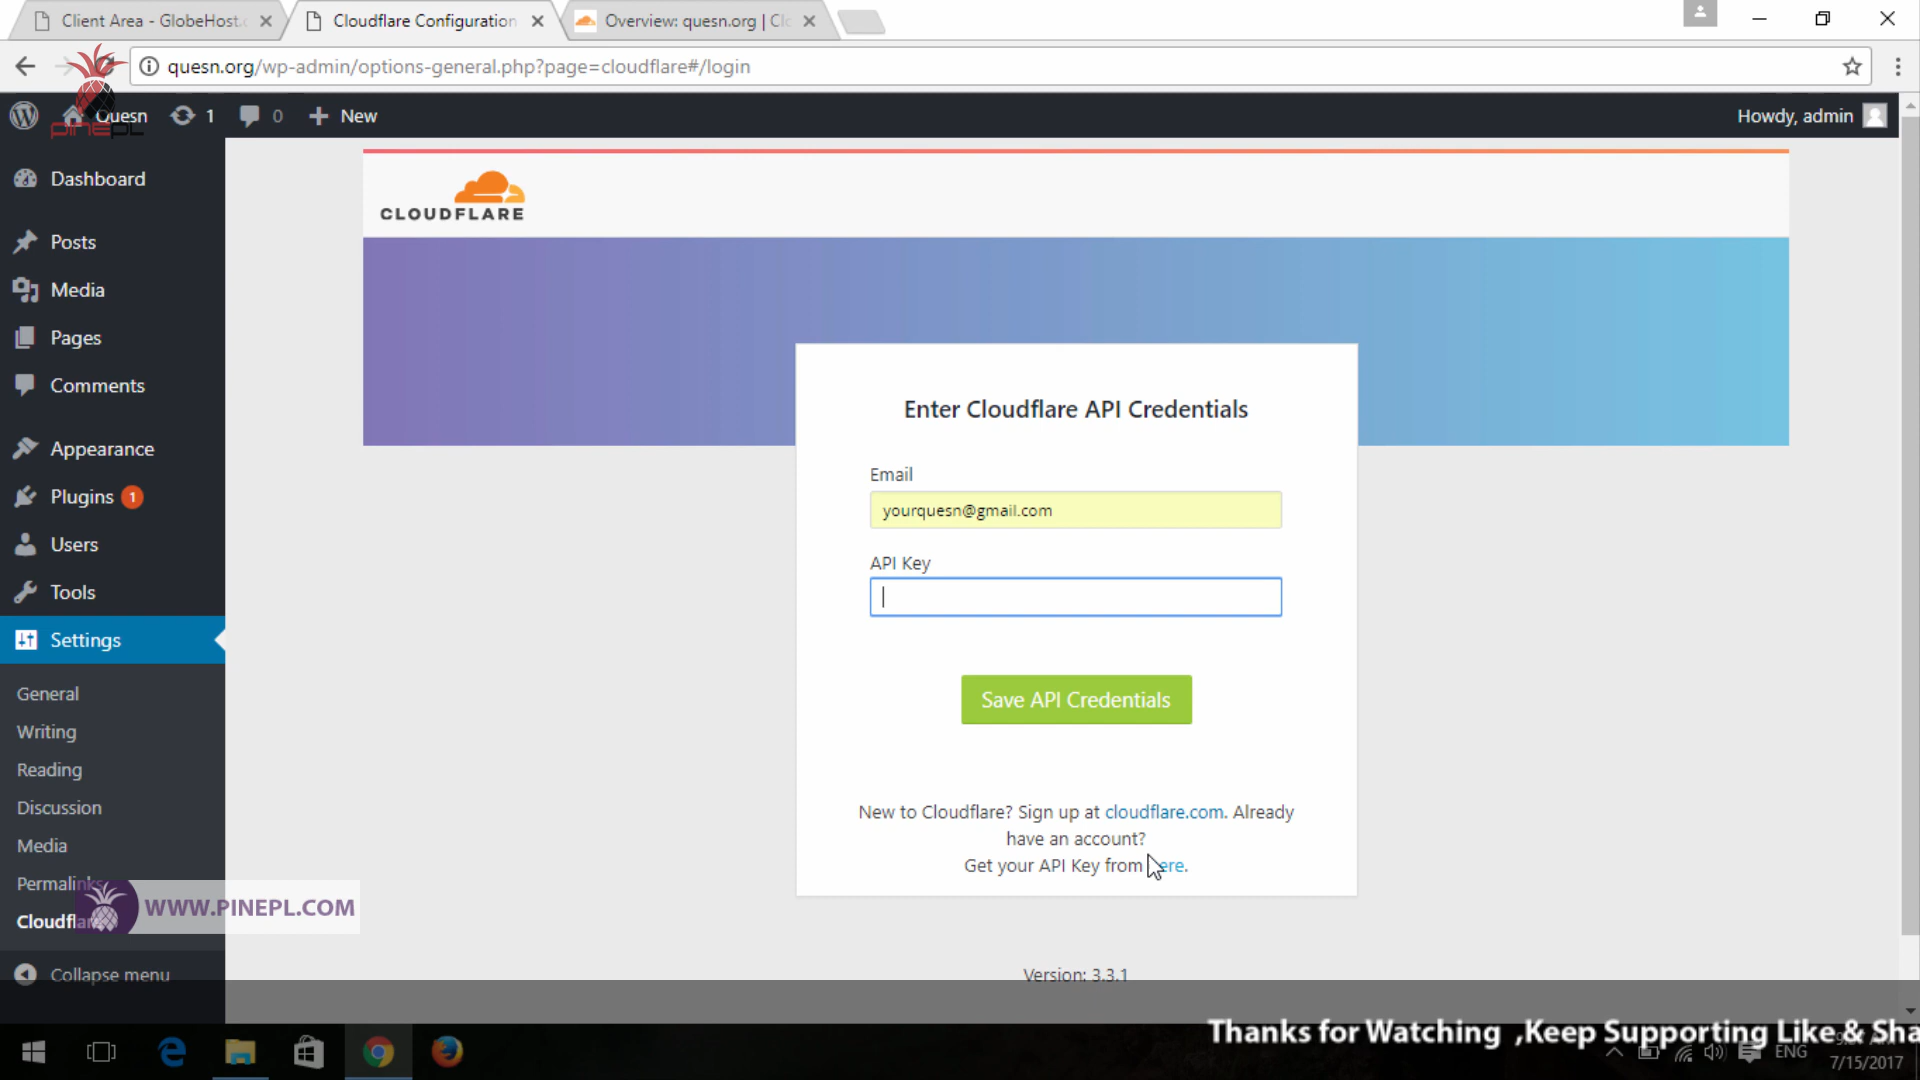 Client Area - GlobeHost.
Cloudflare Configuration
Overview: quesn.org | Cl
quesn.org/wp-admin/options-general.php?page=cloudflare#/login
Quesn
1
0
New
Howdy, admin
PINEPL
Dashboard
Posts
Media
Pages
Comments
Appearance
Plugins 1
Users
Tools
Settings
General
Writing
Reading
Discussion
Media
Permalinks
WWW.PINEPL.COM
Collapse menu
CLOUDFLARE
Enter Cloudflare API Credentials
Email
yourquesn@gmail.com
API Key
Save API Credentials
New to Cloudflare? Sign up at cloudflare.com. Already
have an account?
Get your API Key from here.
Version: 3.3.1
Thanks for Watching ,Keep Supporting Like & Sha
ENG
7/15/2017